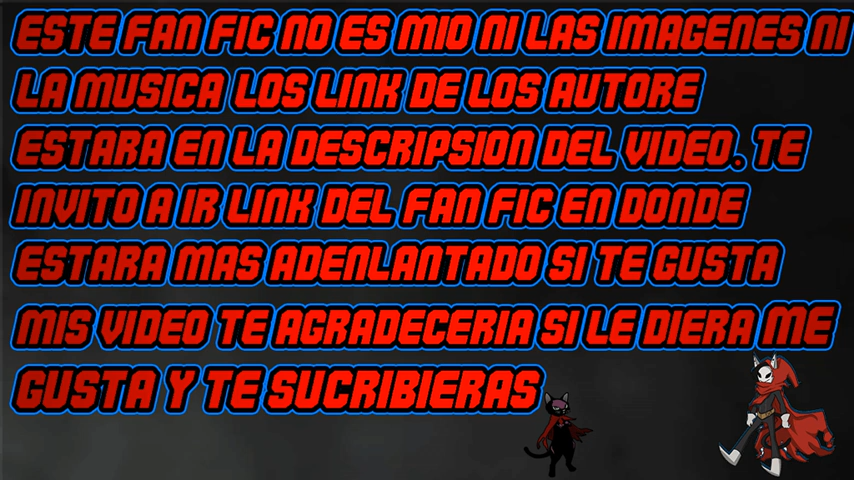 ESTE FAN FIC NO ES MIO NI LAS IMAGENES NI
LA MUSICA LOS LINK DE LOS AUTORE
ESTARA EN LA DESCRIPSION DEL VIDEO. TE
INVITO A IR LINK DEL FAN FIC EN DONDE
ESTARA MAS ADENLANTADO SI TE GUSTA
MIS VIDEO TE AGRADECERIA SI LE DIERA ME
GUSTA Y TE SUCRIBIERAS